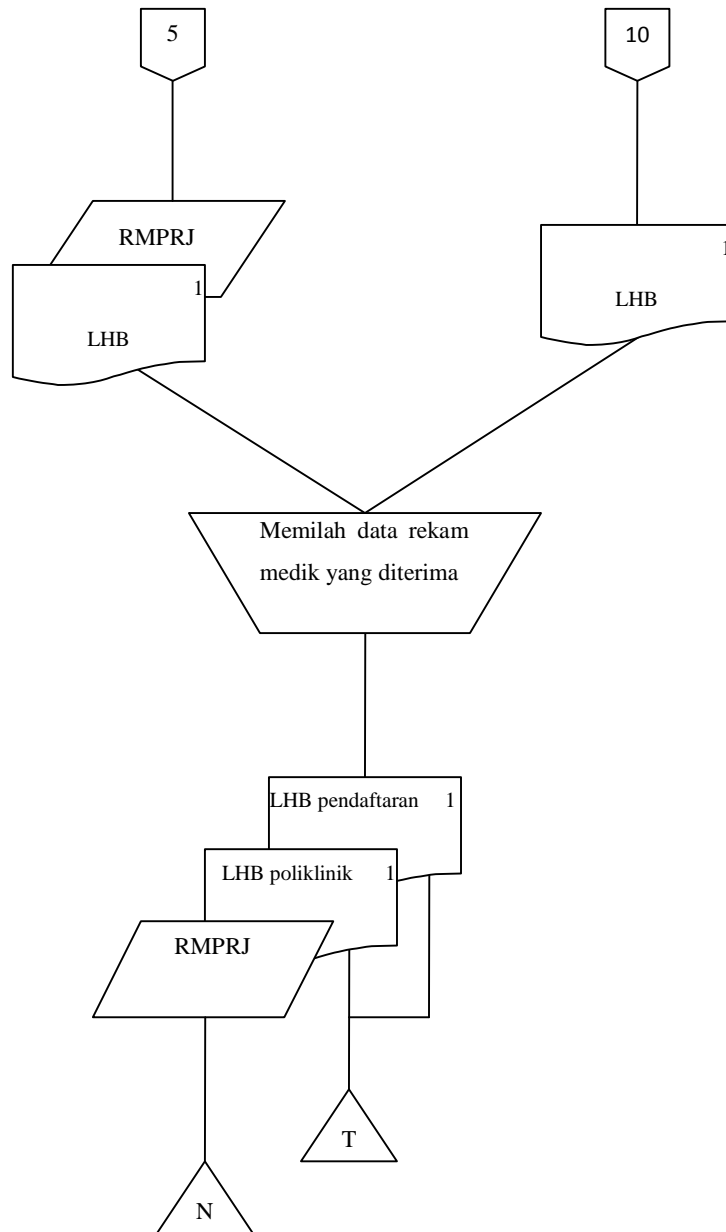 5
10
RMPRJ
1
LHB
1
LHB
Memilah data rekam
medik yang diterima
LHB pendaftaran 1
LHB poliklinik 1
RMPRJ
T
N